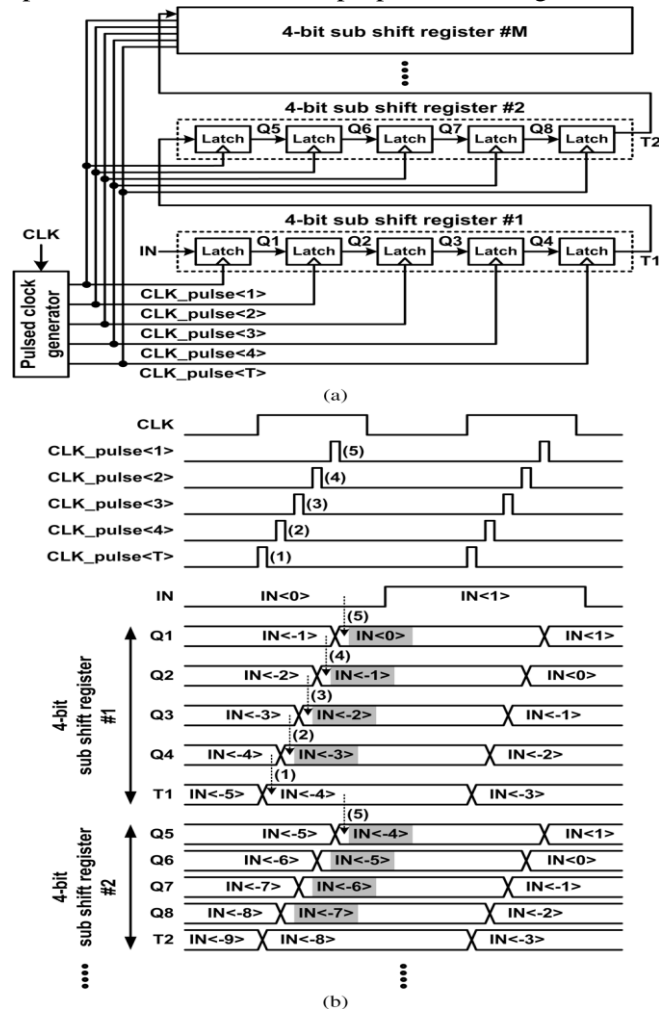 4-bit sub shift register #M
4-bit sub shift register #2
Latch Q5 Latch Q6 Latch Q7 Latch Q8 Latch
T2
4-bit sub shift register #1
CLK
IN Latch Q1 Latch Q2 Latch Q3 Latch Q4 Latch
T1
Pulsed clock
generator
CLK_pulse<1>
CLK_pulse<2>
CLK_pulse<3>
CLK_pulse<4>
CLK_pulse<T>
(a)
CLK
CLK_pulse<1> (5)
CLK_pulse<2> (4)
CLK_pulse<3> (3)
CLK_pulse<4> (2)
CLK_pulse<T> (1)
IN IN<0> IN<1>
(5)
Q1 IN<-1> IN<0> IN<1>
(4)
Q2 IN<-2> IN<-1> IN<0>
(3)
Q3 IN<-3> IN<-2> IN<-1>
(2)
Q4 IN<-4> IN<-3> IN<-2>
(1)
T1 IN<-5> IN<-4> IN<-3>
(5)
4-bit
sub shift register
#1
Q5 IN<-5> IN<-4> IN<1>
Q6 IN<-6> IN<-5> IN<0>
Q7 IN<-7> IN<-6> IN<-1>
Q8 IN<-8> IN<-7> IN<-2>
T2 IN<-9> IN<-8> IN<-3>
4-bit
sub shift register
#2
(b)